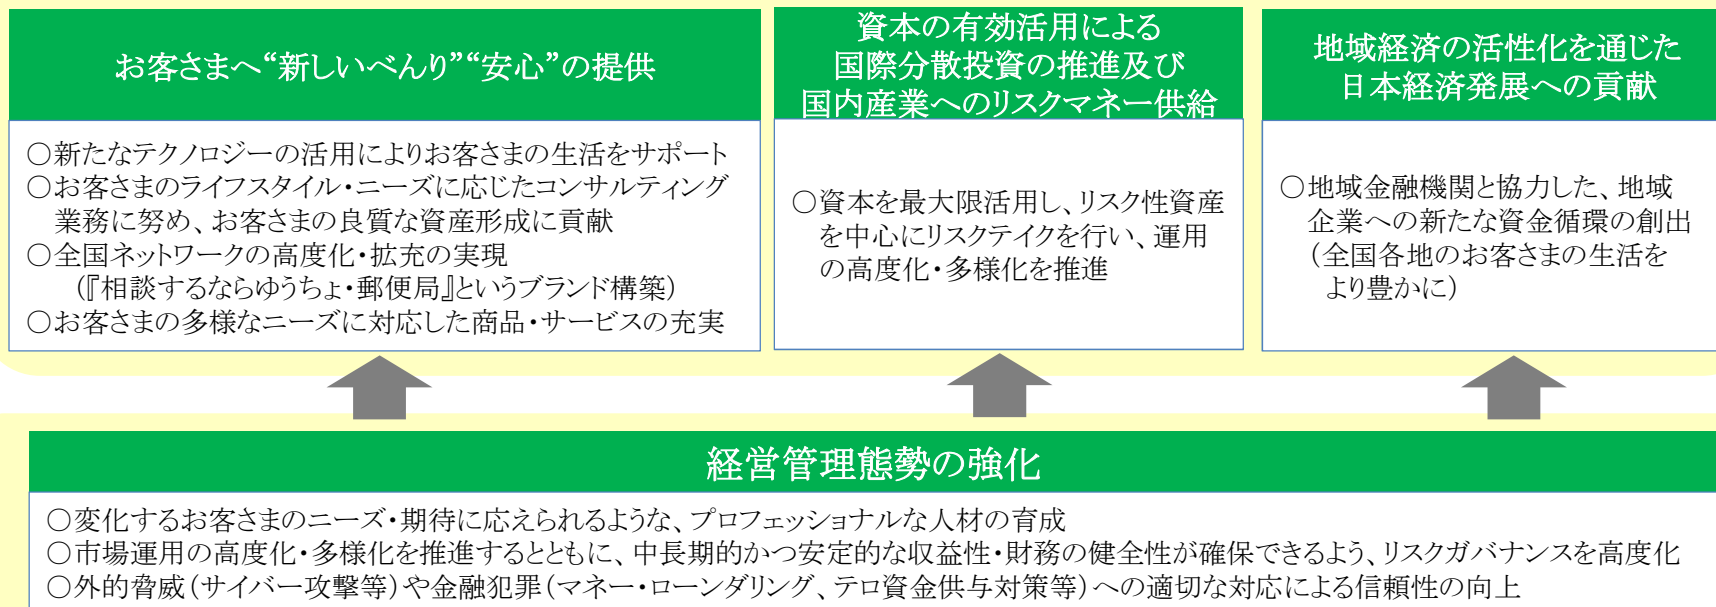 お客さまへ“新しいべんり”“安心”の提供
○新たなテクノロジーの活用によりお客さまの生活をサポート
○お客さまのライフスタイル・ニーズに応じたコンサルティング
業務に努め、お客さまの良質な資産形成に貢献
○全国ネットワークの高度化・拡充の実現
（『相談するならゆうちょ・郵便局』というブランド構築）
○お客さまの多様なニーズに対応した商品・サービスの充実
資本の有効活用による
国際分散投資の推進及び
国内産業へのリスクマネー供給
○資本を最大限活用し、リスク性資産
を中心にリスクテイクを行い、運用
の高度化・多様化を推進
地域経済の活性化を通じた
日本経済発展への貢献
○地域金融機関と協力した、地域
企業への新たな資金循環の創出
（全国各地のお客さまの生活を
より豊かに）
経営管理態勢の強化
○変化するお客さまのニーズ・期待に応えられるような、プロフェッショナルな人材の育成
○市場運用の高度化・多様化を推進するとともに、中長期的かつ安定的な収益性・財務の健全性が確保できるよう、リスクガバナンスを高度化
○外的脅威（サイバー攻撃等）や金融犯罪（マネー・ローンダリング、テロ資金供与対策等）への適切な対応による信頼性の向上